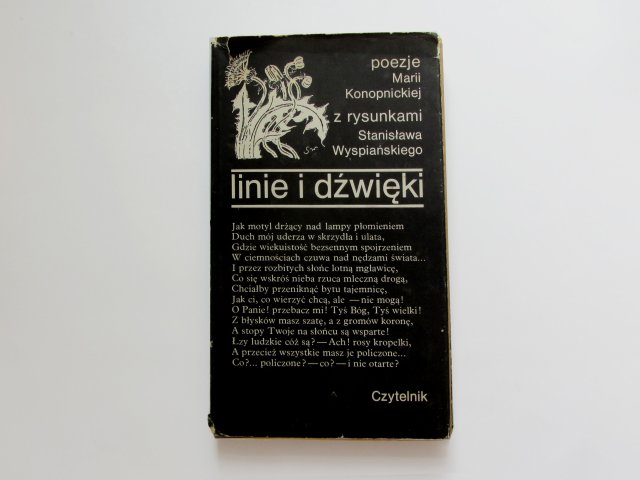 poezje
Marii
Konopnickiej
z rysunkami
Stanisława
Wyspiańskiego
linie i dźwięki
Jak motyl drżący nad lampy płomieniem
Duch mój uderza w skrzydła i ulata,
Gdzie wiekuistość bezsennym spojrzeniem
W ciemnościach czuwa nad nędzami świata...
I przez rozbitych słońc lotną mgławicę,
Co się wskróś nieba rzuca mleczną drogą,
Chciałby przeniknąć bytu tajemnicę,
Jak ci, co wierzyć chcą, ale — nie mogą!
O Panie! przebacz mi! Tyś Bóg, Tyś wielki!
Z błysków masz szatę, a z gromów koronę,
A stopy Twoje na słońcu są wsparte!
Łzy ludzkie cóż są? — Ach! rosy kropelki,
A przecież wszystkie masz je policzone...
Co?... policzone? — co? — i nie otarte?
Czytelnik